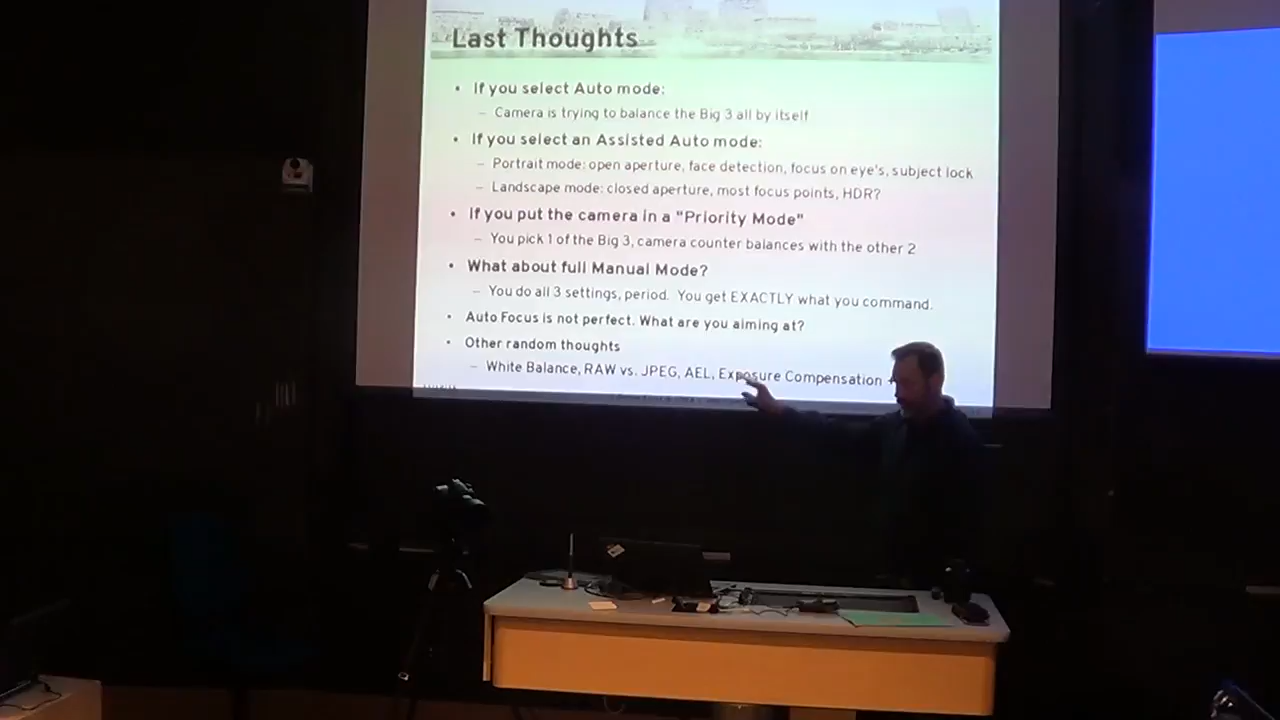 Last Thoughts
• If you select Auto mode:
– Camera is trying to balance the Big 3 all by itself
• If you select an Assisted Auto mode:
– Portrait mode: open aperture, face detection, focus on eye's, subject lock
– Landscape mode: closed aperture, most focus points, HDR?
• If you put the camera in a "Priority Mode"
– You pick 1 of the Big 3, camera counter balances with the other 2
• What about full Manual Mode?
– You do all 3 settings, period. You get EXACTLY what you command.
• Auto Focus is not perfect. What are you aiming at?
• Other random thoughts
– White Balance, RAW vs. JPEG, AEL, Exposure Compensation